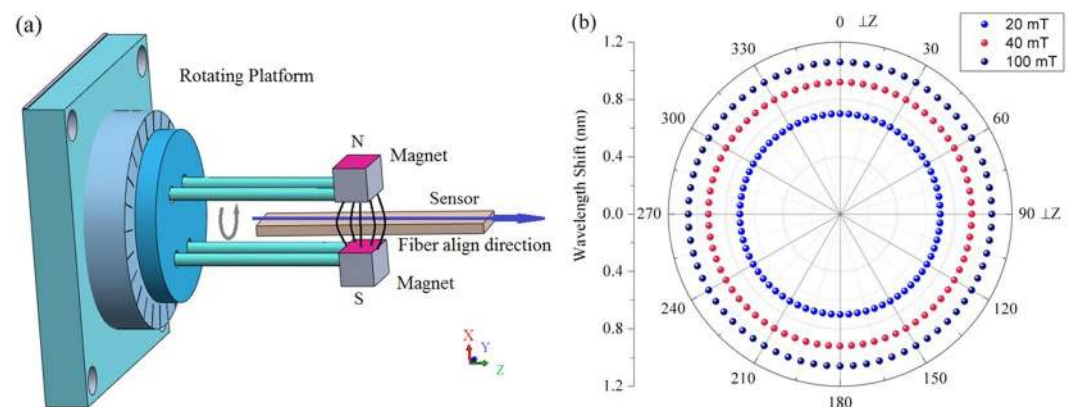 (a)
Rotating Platform
N
Magnet
Sensor
Fiber align direction
Magnet
S
X
Y
Z
(b)
0 ⊥Z
20 mT
40 mT
100 mT
330
30
300
60
270
90 ⊥Z
240
120
210
150
180
Wavelength Shift (nm)
1.2
1.0
0.8
0.6
0.4
0.2
0.0
0.2
0.4
0.6
0.8
1.0
1.2